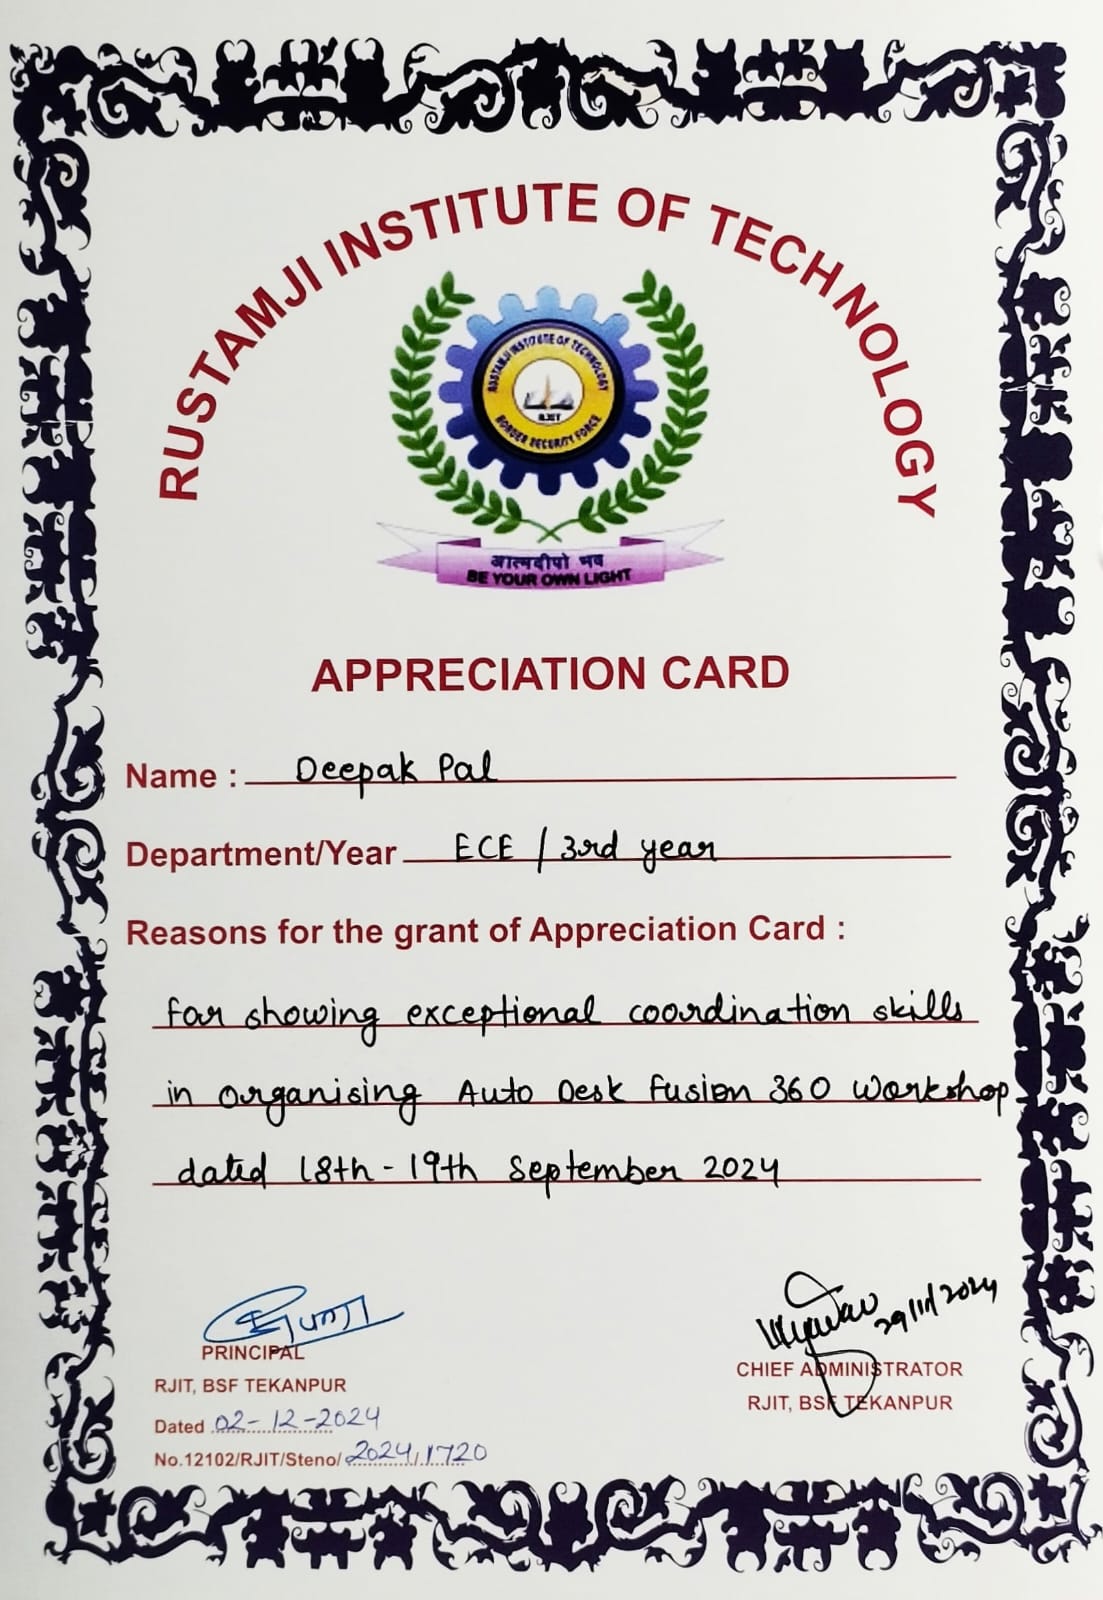 RUSTAMJI INSTITUTE OF TECHNOLOGY
RUSTAMJI INSTITUTE OF TECHNOLOGY
RJIT
BORDER SECURITY FORCE
आत्मदीपो भव
BE YOUR OWN LIGHT
APPRECIATION CARD
Name : Deepak Pal
Department/Year ECE / 3rd year
Reasons for the grant of Appreciation Card :
for showing exceptional coordination skills
in organising Auto Desk Fusion 360 Workshop
dated 18th - 19th September 2024
29/11/2024
PRINCIPAL
RJIT, BSF TEKANPUR
Dated 02-12-2024
No.12102/RJIT/Steno/2024/1720
CHIEF ADMINISTRATOR
RJIT, BSF TEKANPUR